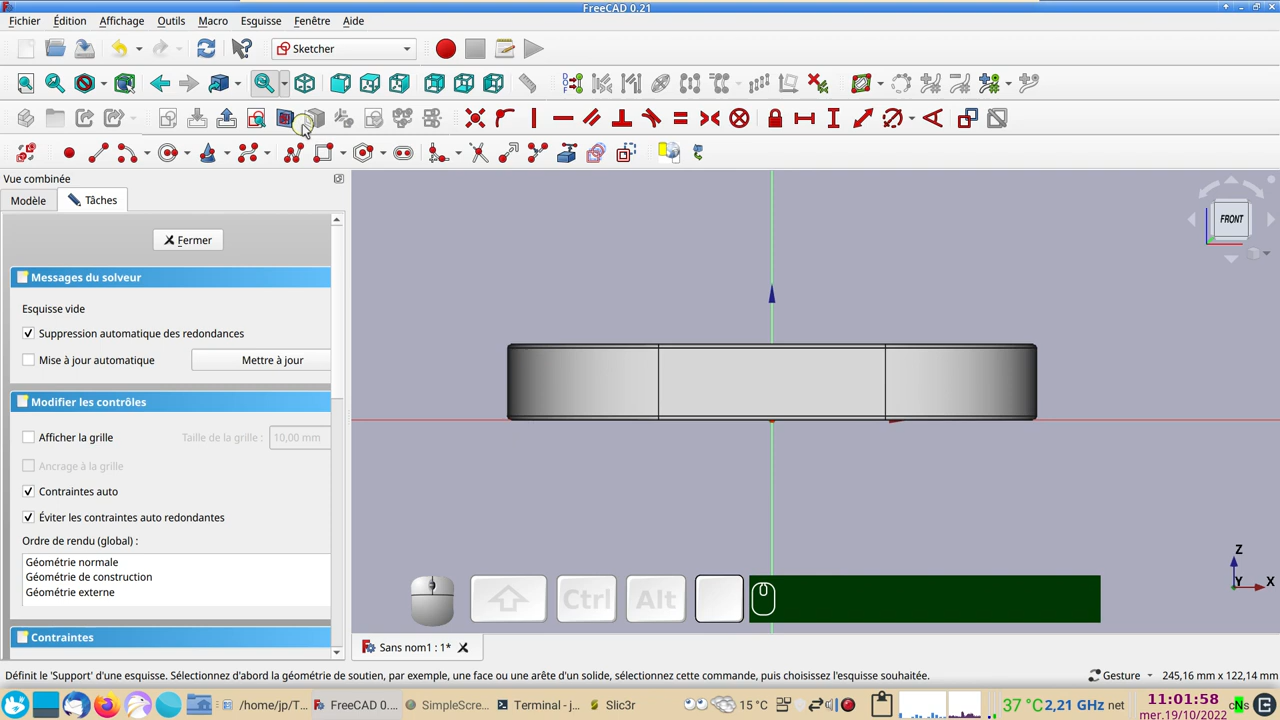 FreeCAD 0.21
Fichier Édition Affichage Outils Macro Esquisse Fenêtre Aide
Sketcher
Vue combinée
Modèle Tâches
Fermer
Messages du solveur
Esquisse vide
Suppression automatique des redondances
Mise à jour automatique Mettre à jour
Modifier les contrôles
Afficher la grille Taille de la grille : 10,00 mm
Ancrage à la grille
Contraintes auto
Éviter les contraintes auto redondantes
Ordre de rendu (global) :
Géométrie normale
Géométrie de construction
Géométrie externe
Contraintes
FRONT
Z
Y
X
Ctrl Alt
Sans nom1 : 1*
Définit le 'Support' d'une esquisse. Sélectionnez d'abord la géométrie de soutien, par exemple, une face ou une arête d'un solide, sélectionnez cette commande, puis choisissez l'esquisse souhaitée.
Gesture 245,16 mm x 122,14 mm
/home/jp/T... FreeCAD 0.... SimpleScre... Terminal - j... Slic3r
15 °C
37 °C 2,21 GHz net
11:01:58
mer.19/10/2022
cNs